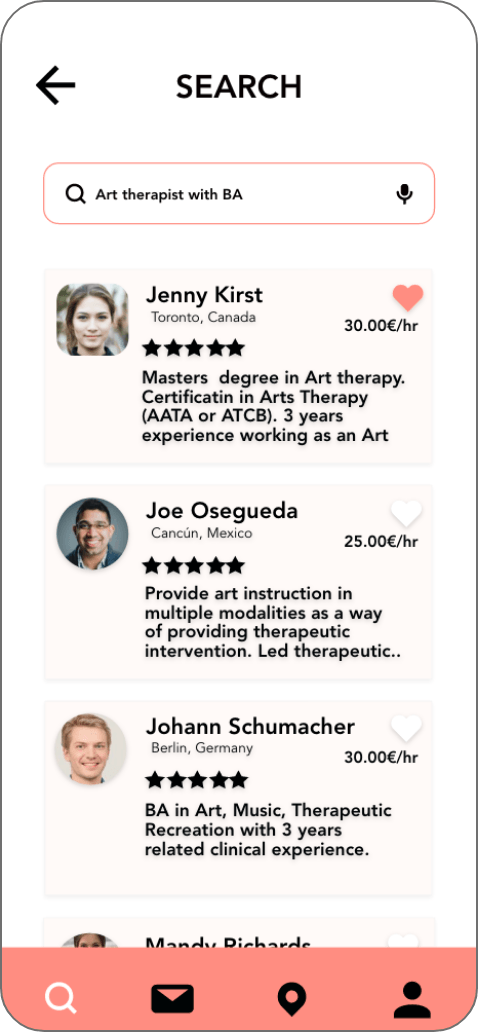 SEARCH
Art therapist with BA
Jenny Kirst
Toronto, Canada
30.00€/hr
Masters  degree in Art therapy.
Certificatin in Arts Therapy
(AATA or ATCB). 3 years
experience working as an Art
Joe Osegueda
Cancún, Mexico
25.00€/hr
Provide art instruction in
multiple modalities as a way
of providing therapeutic
intervention. Led therapeutic..
Johann Schumacher
Berlin, Germany
30.00€/hr
BA in Art, Music, Therapeutic
Recreation with 3 years
related clinical experience.
Mandy Richards